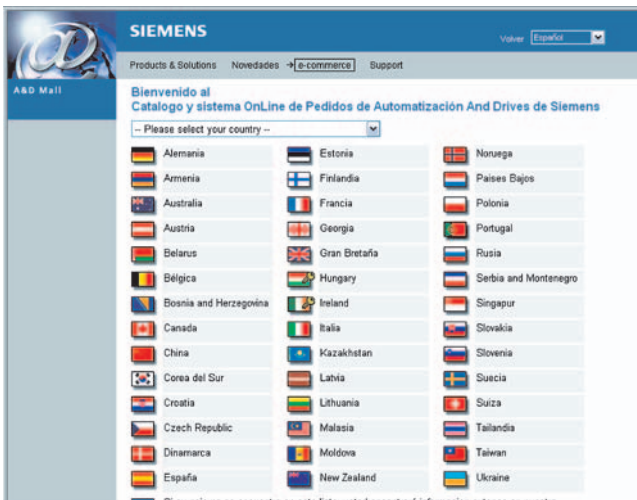 SIEMENS
Volver Español
Products & Solutions Novedades → e-commerce Support
A&D Mall
Bienvenido al
Catalogo y sistema OnLine de Pedidos de Automatización And Drives de Siemens
-- Please select your country --
Alemania Estonia Noruega
Armenia Finlandia Paises Bajos
Australia Francia Polonia
Austria Georgia Portugal
Belarus Gran Bretaña Rusia
Bélgica Hungary Serbia and Montenegro
Bosnia and Herzegovina Ireland Singapur
Canada Italia Slovakia
China Kazakhstan Slovenia
Corea del Sur Latvia Suecia
Croatia Lithuania Suiza
Czech Republic Malasia Tailandia
Dinamarca Moldova Taiwan
España New Zealand Ukraine